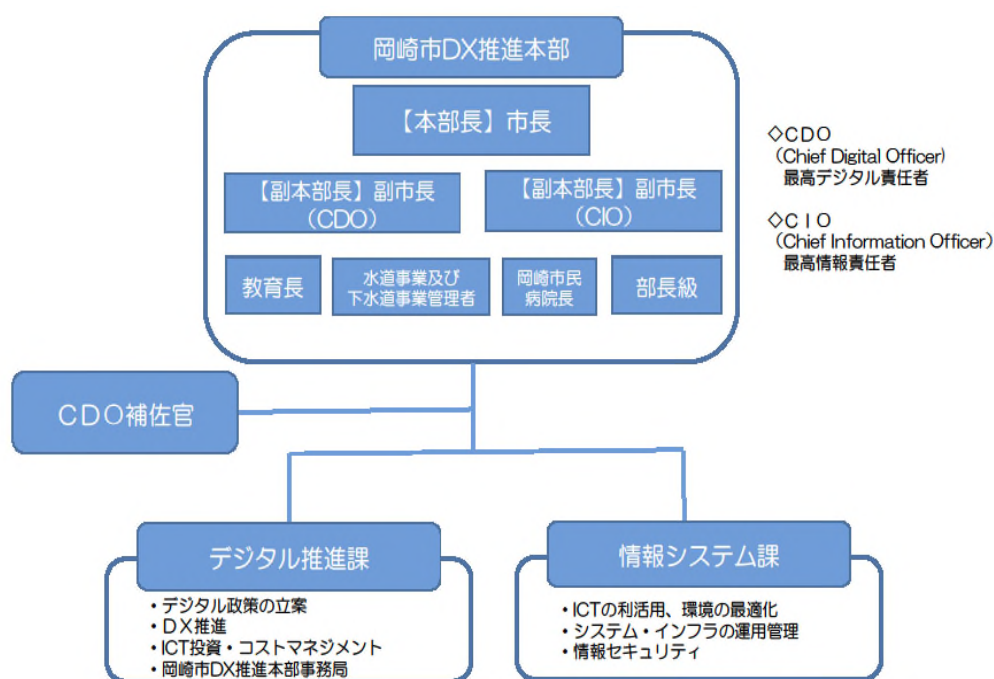 岡崎市DX推進本部
【本部長】市長
【副本部長】副市長
(CDO)
【副本部長】副市長
(CIO)
教育長
水道事業及び
下水道事業管理者
岡崎市民
病院長
部長級
◇CDO
(Chief Digital Officer)
最高デジタル責任者
◇CIO
(Chief Information Officer)
最高情報責任者
CDO補佐官
デジタル推進課
・デジタル政策の立案
・DX推進
・ICT投資・コストマネジメント
・岡崎市DX推進本部事務局
情報システム課
・ICTの利活用、環境の最適化
・システム・インフラの運用管理
・情報セキュリティ